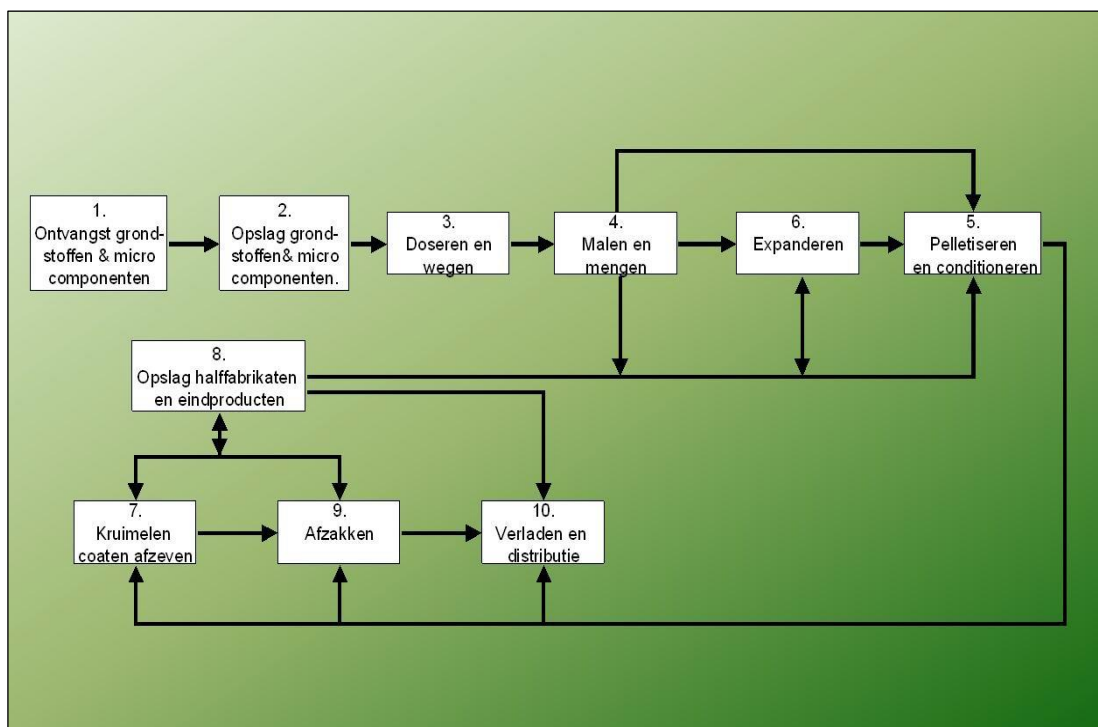 1.
Ontvangst grond-
stoffen & micro
componenten
2.
Opslag grond-
stoffen& micro
componenten.
3.
Doseren en
wegen
4.
Malen en
mengen
6.
Expanderen
5.
Pelletiseren
en conditioneren
8.
Opslag halffabrikaten
en eindproducten
7.
Kruimelen
coaten afzeven
9.
Afzakken
10.
Verladen en
distributie